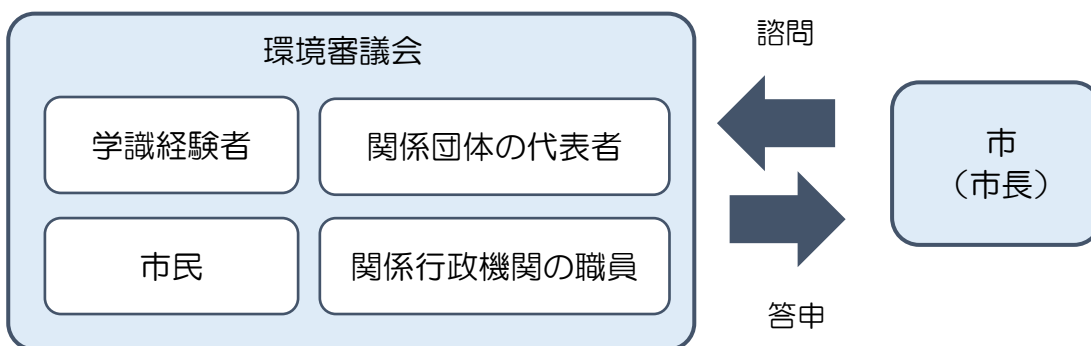 環境審議会
学識経験者
関係団体の代表者
市民
関係行政機関の職員
諮問
答申
市
（市長）